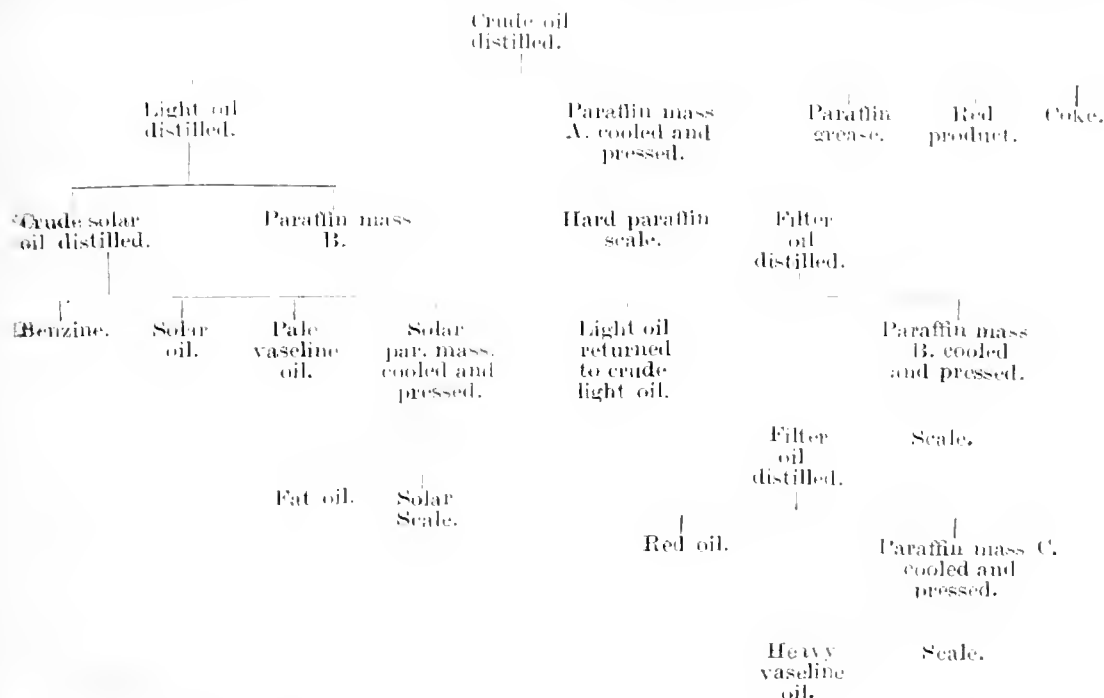 Crude oil
distilled.
Light oil
distilled.
Paraffin mass
A. cooled and
pressed.
Paraffin
grease.
Red
product.
Coke.
Crude solar
oil distilled.
Paraffin mass
B.
Hard paraffin
scale.
Filter
oil
distilled.
Benzine.
Solar
oil.
Pale
vaseline
oil.
Solar
par. mass.
cooled and
pressed.
Light oil
returned
to crude
light oil.
Paraffin mass
B. cooled
and pressed.
Filter
oil
distilled.
Scale.
Fat oil.
Solar
Scale.
Red oil.
Paraffin mass C.
cooled and
pressed.
Heavy
vaseline
oil.
Scale.